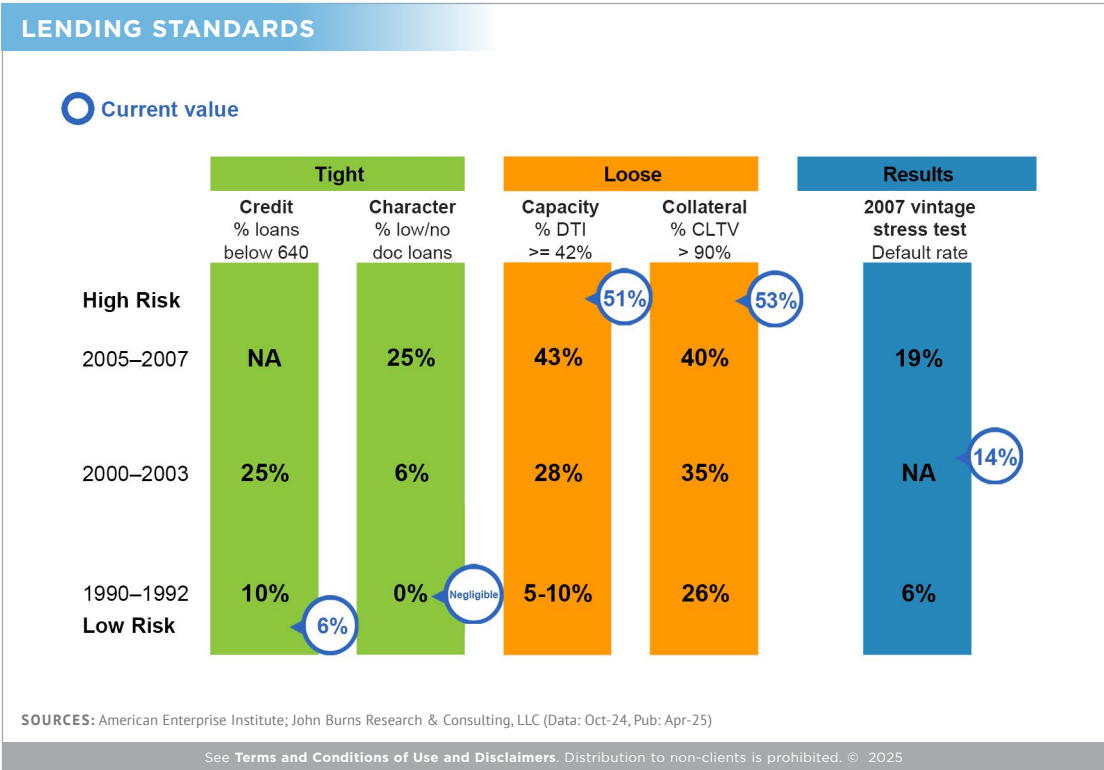 LENDING STANDARDS
Current value
Tight
Loose
Results
Credit
% loans
below 640
Character
% low/no
doc loans
Capacity
% DTI
>= 42%
Collateral
% CLTV
> 90%
2007 vintage
stress test
Default rate
High Risk
51%
53%
2005–2007
NA
25%
43%
40%
19%
2000–2003
25%
6%
28%
35%
NA
14%
1990–1992
10%
0%
Negligible
5-10%
26%
6%
Low Risk
6%
SOURCES: American Enterprise Institute; John Burns Research & Consulting, LLC (Data: Oct-24, Pub: Apr-25)
See Terms and Conditions of Use and Disclaimers. Distribution to non-clients is prohibited. © 2025